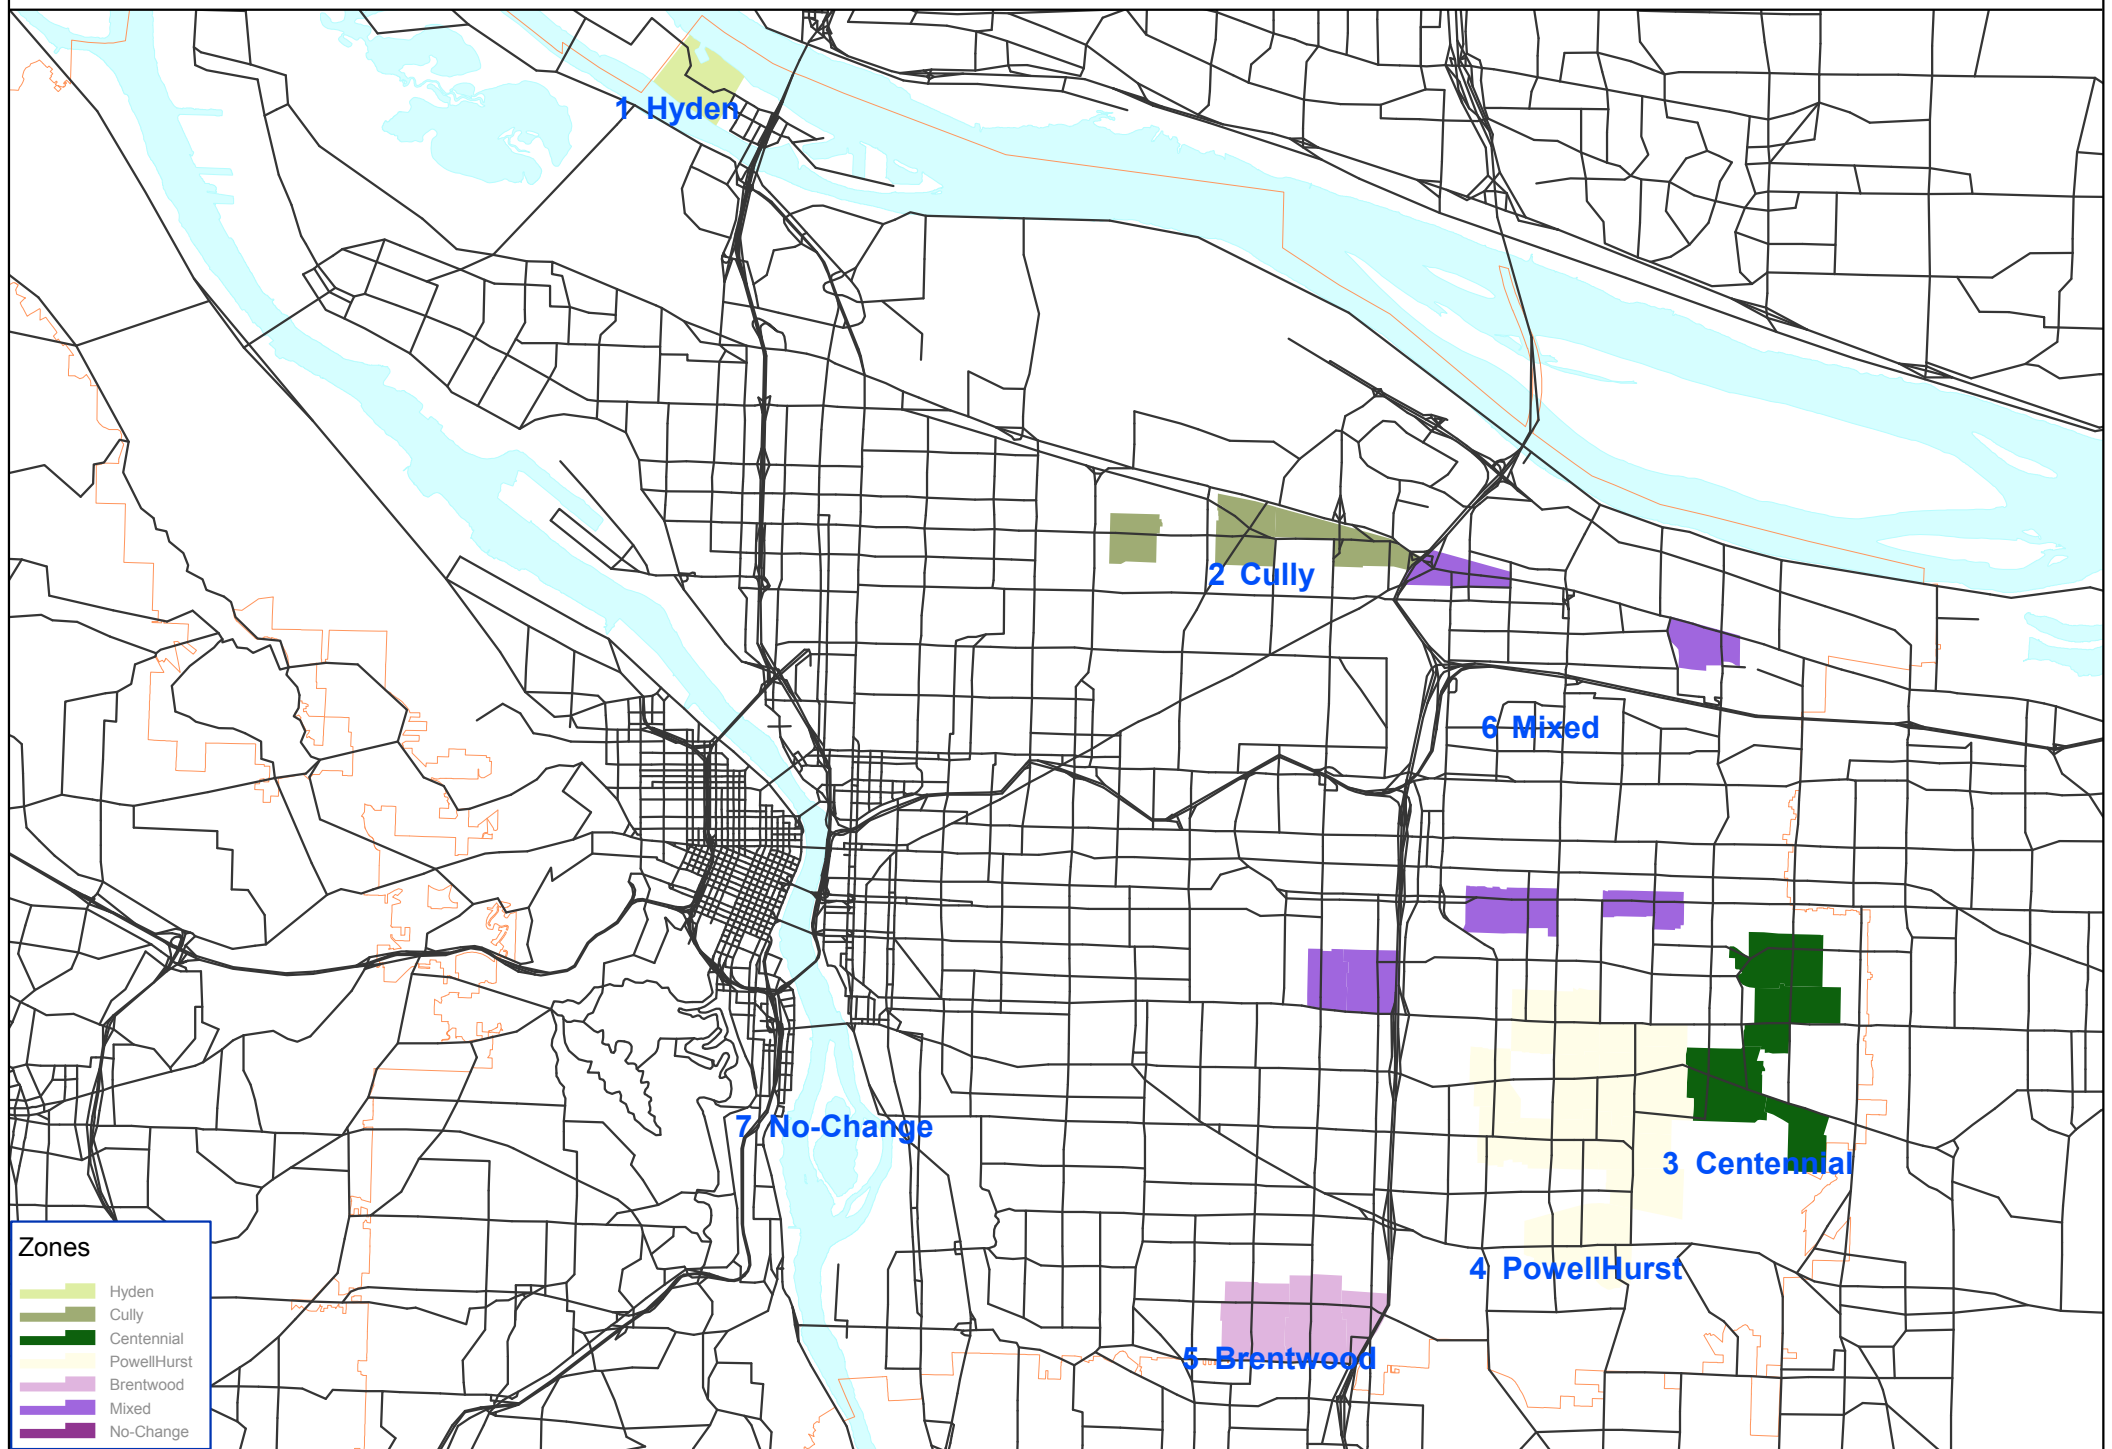 1 Hyden
2 Cully
6 Mixed
7 No-Change
3 Centennial
4 PowellHurst
5 Brentwood
Zones
Hyden
Cully
Centennial
PowellHurst
Brentwood
Mixed
No-Change